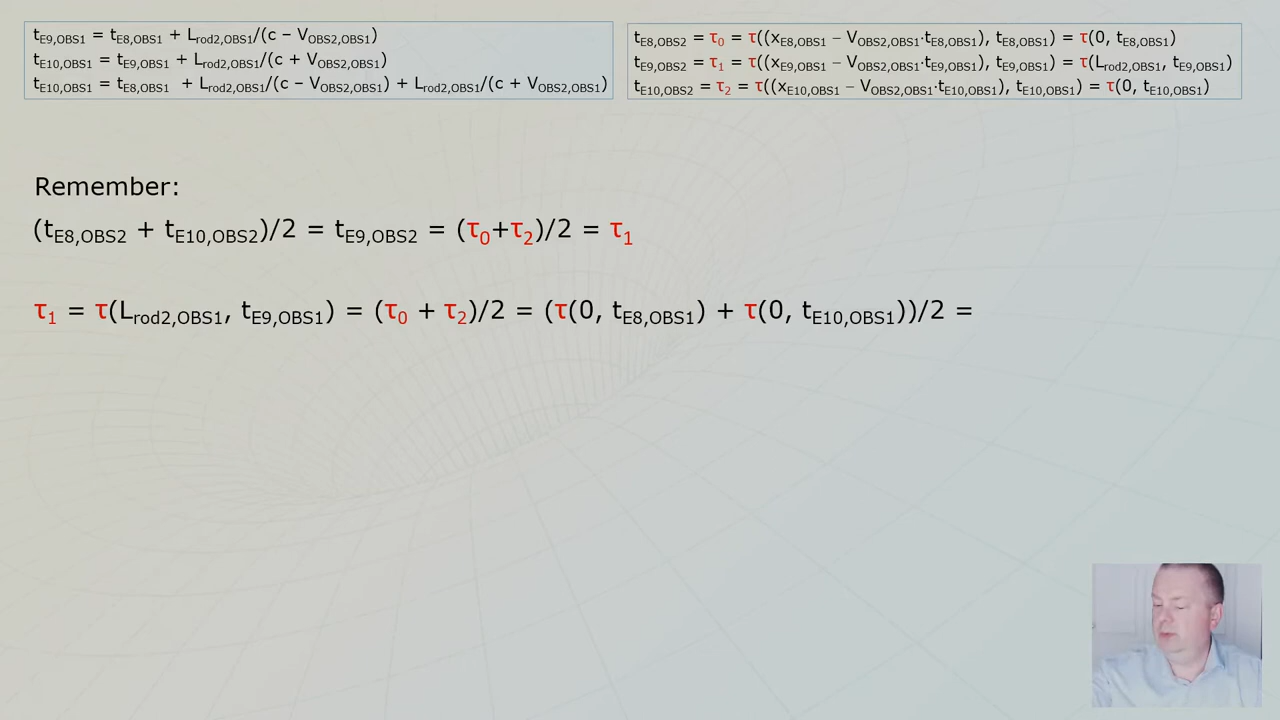 t_E9,OBS1 = t_E8,OBS1 + L_rod2,OBS1/(c − V_OBS2,OBS1)
t_E10,OBS1 = t_E9,OBS1 + L_rod2,OBS1/(c + V_OBS2,OBS1)
t_E10,OBS1 = t_E8,OBS1 + L_rod2,OBS1/(c − V_OBS2,OBS1) + L_rod2,OBS1/(c + V_OBS2,OBS1)
t_E8,OBS2 = τ_0 = τ((x_E8,OBS1 − V_OBS2,OBS1·t_E8,OBS1), t_E8,OBS1) = τ(0, t_E8,OBS1)
t_E9,OBS2 = τ_1 = τ((x_E9,OBS1 − V_OBS2,OBS1·t_E9,OBS1), t_E9,OBS1) = τ(L_rod2,OBS1, t_E9,OBS1)
t_E10,OBS2 = τ_2 = τ((x_E10,OBS1 − V_OBS2,OBS1·t_E10,OBS1), t_E10,OBS1) = τ(0, t_E10,OBS1)
Remember:
(t_E8,OBS2 + t_E10,OBS2)/2 = t_E9,OBS2 = (τ_0+τ_2)/2 = τ_1
τ_1 = τ(L_rod2,OBS1, t_E9,OBS1) = (τ_0 + τ_2)/2 = (τ(0, t_E8,OBS1) + τ(0, t_E10,OBS1))/2 =